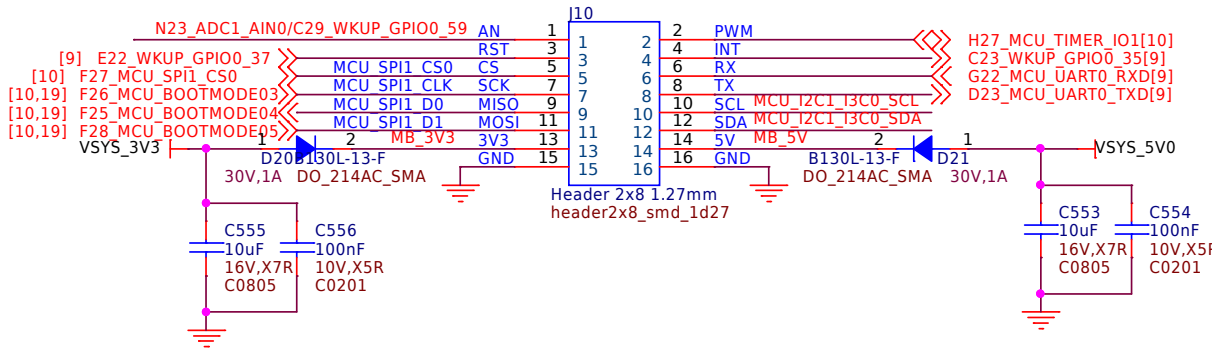 J10
N23_ADC1_AIN0/C29_WKUP_GPIO0_59 AN 1 1 2 2 PWM H27_MCU_TIMER_IO1[10]
[9] E22_WKUP_GPIO0_37 RST 3 3 4 4 INT C23_WKUP_GPIO0_35[9]
[10] F27_MCU_SPI1_CS0 MCU_SPI1_CS0 CS 5 5 6 6 RX G22_MCU_UART0_RXD[9]
[10,19] F26_MCU_BOOTMODE03 MCU_SPI1_CLK SCK 7 7 8 8 TX D23_MCU_UART0_TXD[9]
[10,19] F25_MCU_BOOTMODE04 MCU_SPI1_D0 MISO 9 9 10 10 SCL MCU_I2C1_I3C0_SCL
[10,19] F28_MCU_BOOTMODE05 MCU_SPI1_D1 MOSI 11 11 12 12 SDA MCU_I2C1_I3C0_SDA
VSYS_3V3 1 2 MB_3V3 3V3 13 13 14 14 5V MB_5V 2 1 VSYS_5V0
D20 B130L-13-F GND 15 15 16 16 GND B130L-13-F D21
30V,1A DO_214AC_SMA DO_214AC_SMA 30V,1A
Header 2x8 1.27mm
header2x8_smd_1d27
C555 C556 C553 C554
10uF 100nF 10uF 100nF
16V,X7R 10V,X5R 16V,X7R 10V,X5R
C0805 C0201 C0805 C0201